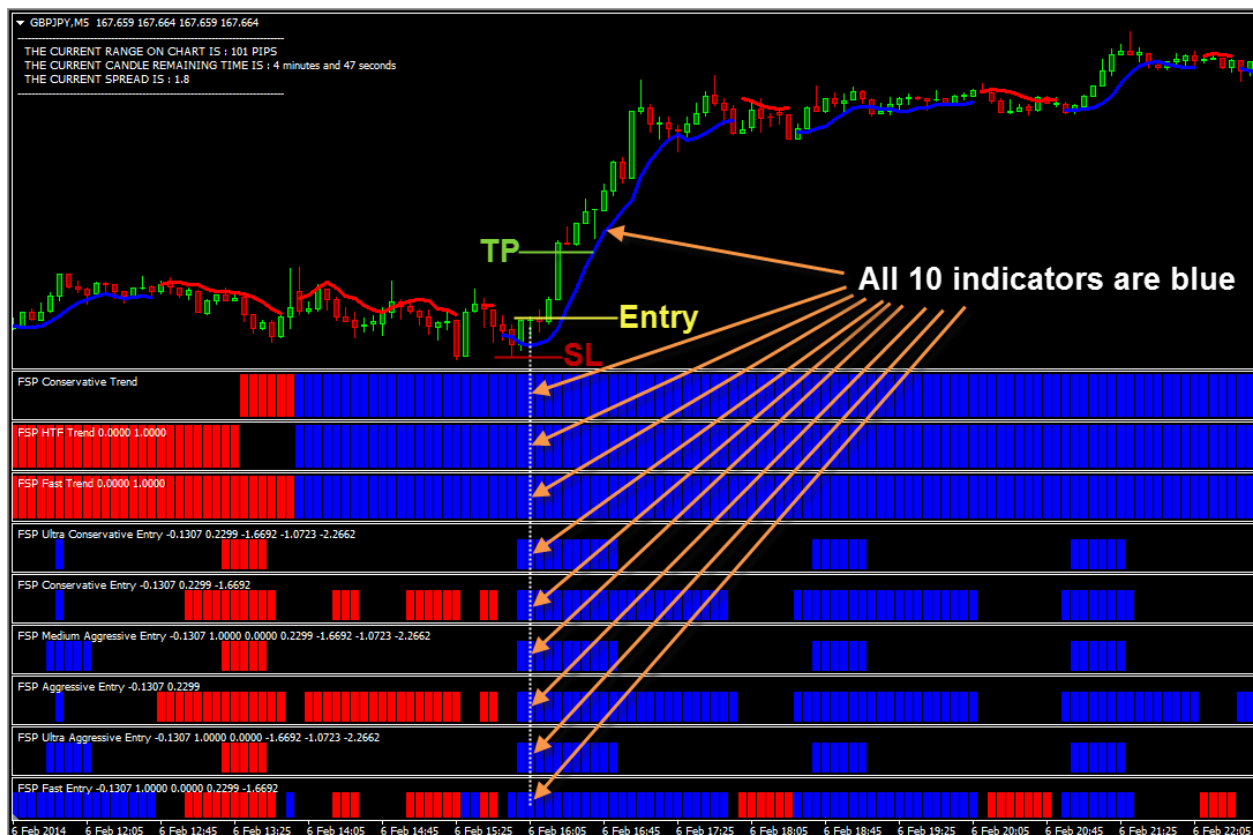 GBPJPY,M5 167.659 167.664 167.659 167.664
THE CURRENT RANGE ON CHART IS : 101 PIPS
THE CURRENT CANDLE REMAINING TIME IS : 4 minutes and 47 seconds
THE CURRENT SPREAD IS : 1.8
TP
All 10 indicators are blue
Entry
SL
FSP Conservative Trend
FSP HTF Trend 0.0000 1.0000
FSP Fast Trend 0.0000 1.0000
FSP Ultra Conservative Entry -0.1307 0.2299 -1.6692 -1.0723 -2.2662
FSP Conservative Entry -0.1307 0.2299 -1.6692
FSP Medium Aggressive Entry -0.1307 1.0000 0.0000 0.2299 -1.6692 -1.0723 -2.2662
FSP Aggressive Entry -0.1307 0.2299
FSP Ultra Aggressive Entry -0.1307 1.0000 0.0000 -1.6692 -1.0723 -2.2662
FSP Fast Entry -0.1307 1.0000 0.0000 0.2299 -1.6692
6 Feb 2014 6 Feb 12:05 6 Feb 12:45 6 Feb 13:25 6 Feb 14:05 6 Feb 14:45 6 Feb 15:25 6 Feb 16:05 6 Feb 16:45 6 Feb 17:25 6 Feb 18:05 6 Feb 18:45 6 Feb 19:25 6 Feb 20:05 6 Feb 20:45 6 Feb 21:25 6 Feb 22:05